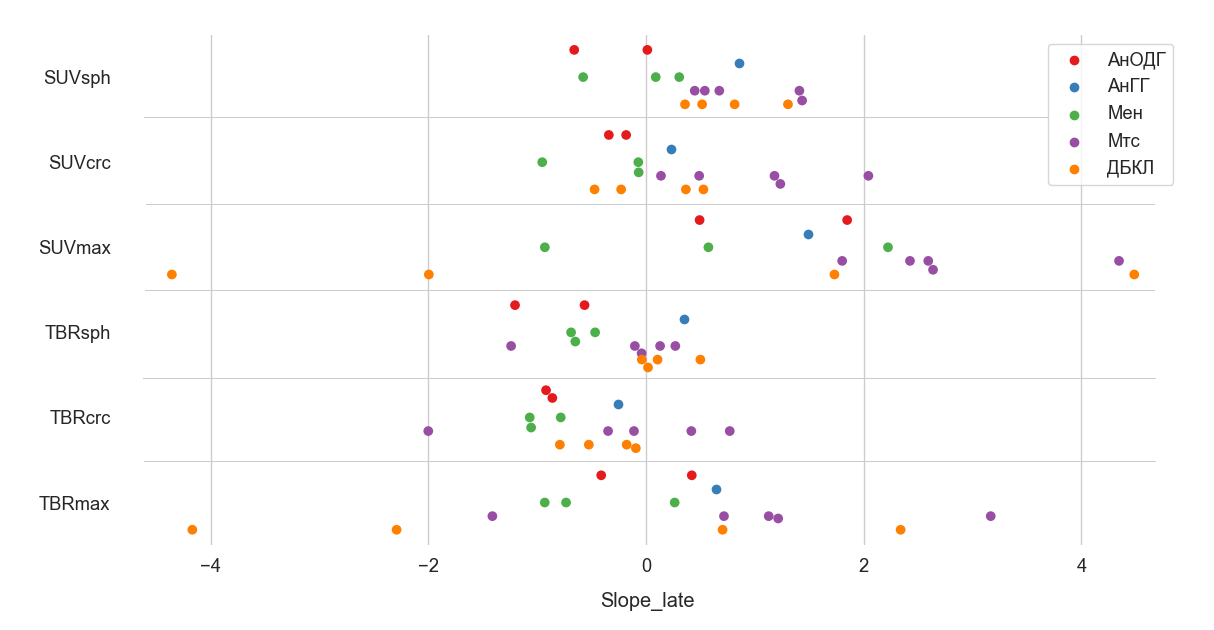 SUVsph
SUVcrc
SUVmax
TBRsph
TBRcrc
TBRmax
АнОДГ
АнГГ
Мен
Мтс
ДБКЛ
−4
−2
0
2
4
Slope_late